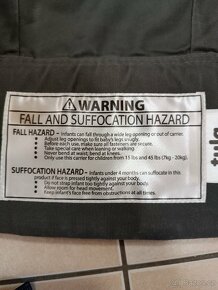 ⚠WARNING
FALL AND SUFFOCATION HAZARD
FALL HAZARD - Infants can fall through a wide leg opening or out of carrier.
• Adjust leg openings to fit baby's legs snugly.
• Before each use, make sure all fasteners are secure.
• Take special care when leaning or walking.
• Never bend at waist; bend at knees.
• Only use this carrier for children from 15 lbs and 45 lbs (7kg - 20kg).
SUFFOCATION HAZARD - Infants under 4 months can suffocate in this
product if face is pressed tightly against your body.
• Do not strap infant too tightly against your body.
• Allow room for head movement.
• Keep infant's face free from obstructions at all times.
tula